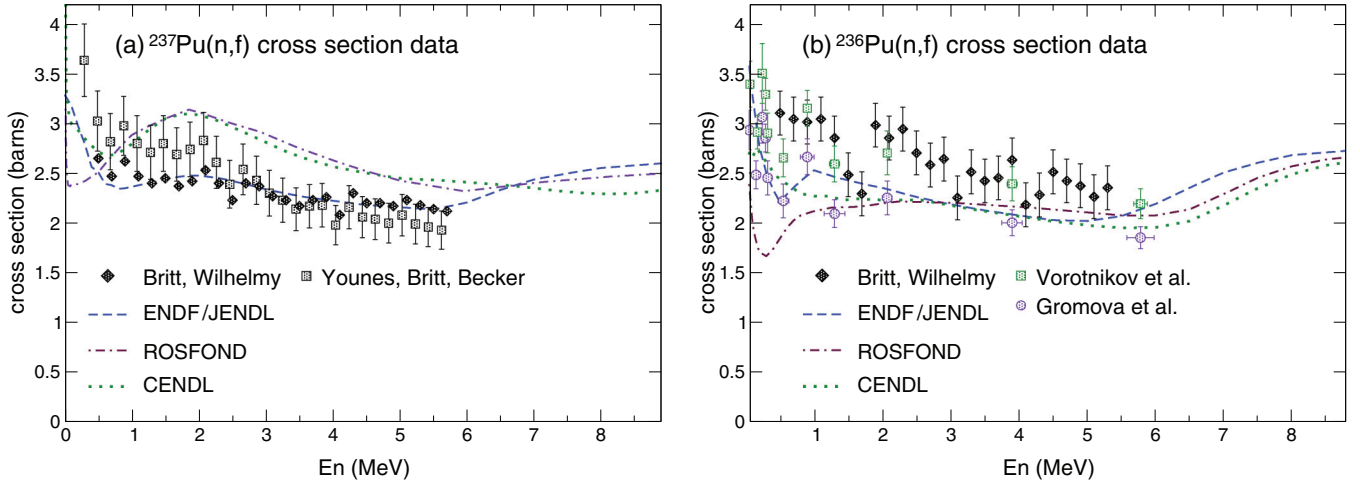 (a) ²³⁷Pu(n,f) cross section data
cross section (barns)
4
3.5
3
2.5
2
1.5
1
0.5
0
Britt, Wilhelmy
Younes, Britt, Becker
ENDF/JENDL
ROSFOND
CENDL
0 1 2 3 4 5 6 7 8
En (MeV)
(b) ²³⁶Pu(n,f) cross section data
cross section (barns)
4
3.5
3
2.5
2
1.5
1
0.5
0
Britt, Wilhelmy
Vorotnikov et al.
ENDF/JENDL
Gromova et al.
ROSFOND
CENDL
1 2 3 4 5 6 7 8
En (MeV)